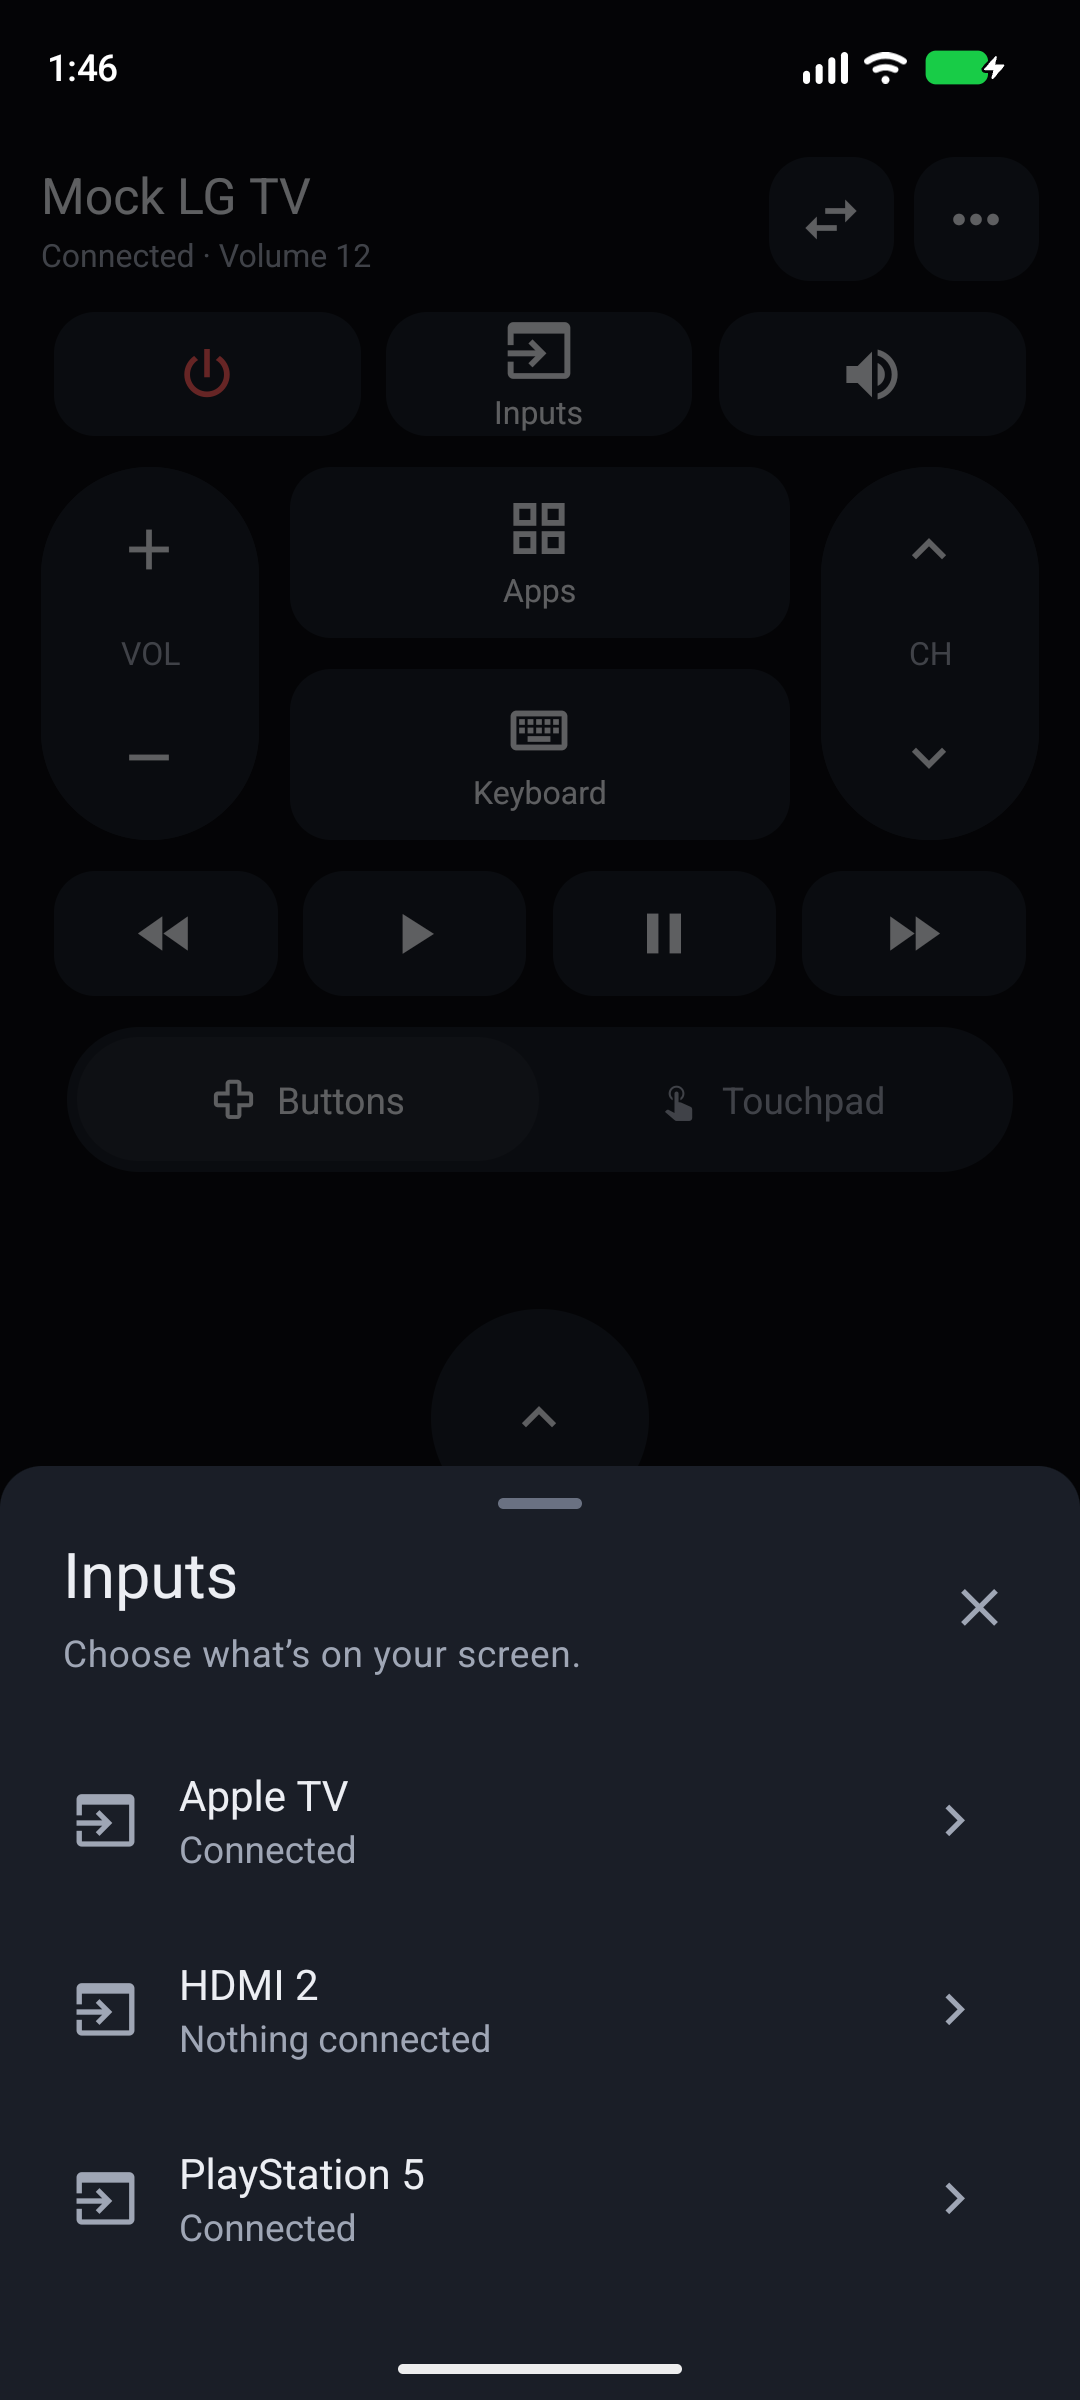 1:46
Mock LG TV
Connected · Volume 12
Inputs
Apps
VOL
CH
Keyboard
Buttons
Touchpad
Inputs
Choose what’s on your screen.
Apple TV
Connected
HDMI 2
Nothing connected
PlayStation 5
Connected